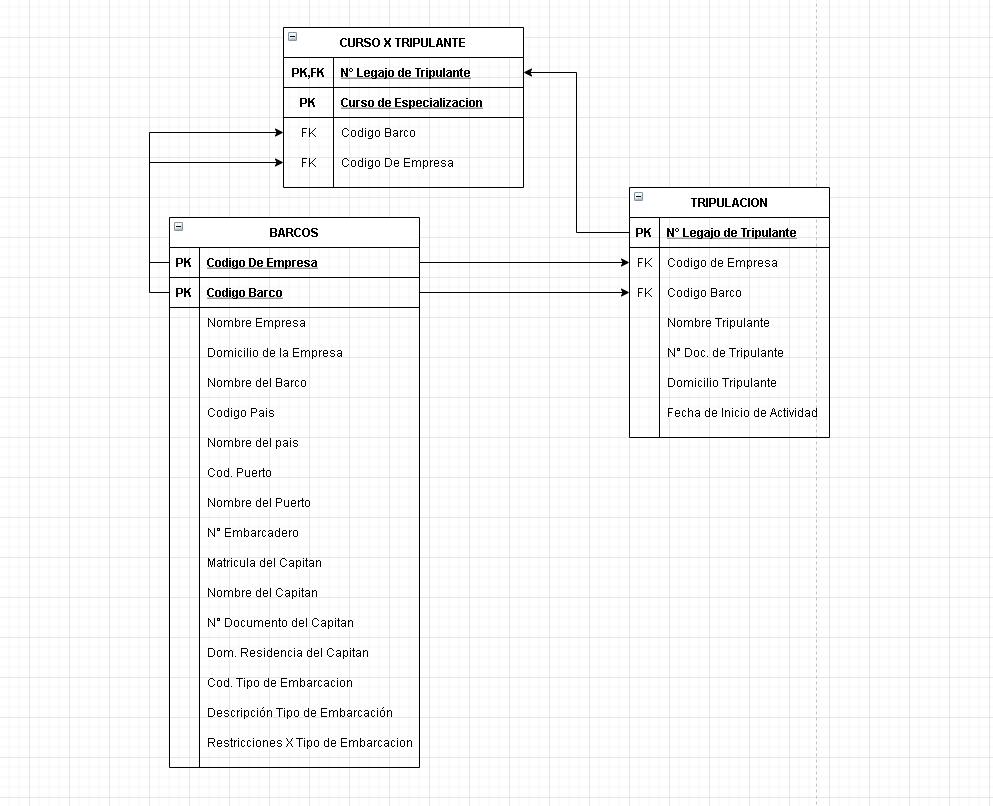 CURSO X TRIPULANTE
PK,FK N° Legajo de Tripulante
PK Curso de Especializacion
FK Codigo Barco
FK Codigo De Empresa
BARCOS
PK Codigo De Empresa
PK Codigo Barco
Nombre Empresa
Domicilio de la Empresa
Nombre del Barco
Codigo Pais
Nombre del pais
Cod. Puerto
Nombre del Puerto
N° Embarcadero
Matricula del Capitan
Nombre del Capitan
N° Documento del Capitan
Dom. Residencia del Capitan
Cod. Tipo de Embarcacion
Descripción Tipo de Embarcación
Restricciones X Tipo de Embarcacion
TRIPULACION
PK N° Legajo de Tripulante
FK Codigo de Empresa
FK Codigo Barco
Nombre Tripulante
N° Doc. de Tripulante
Domicilio Tripulante
Fecha de Inicio de Actividad